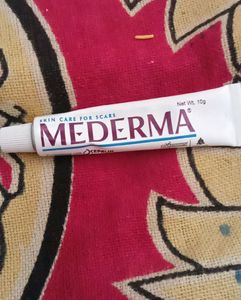 Net Wt. 10g
SKIN CARE FOR SCARS
MEDERMA®